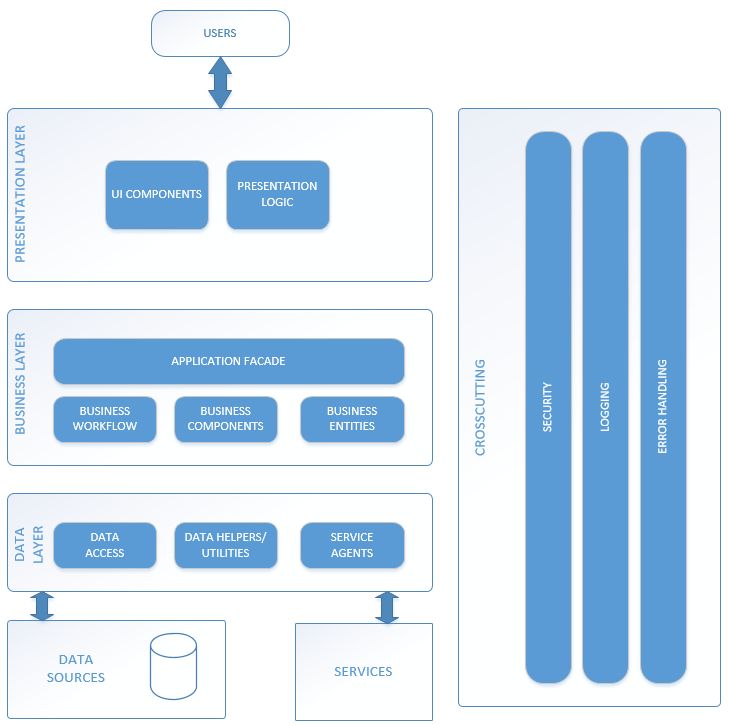 USERS
PRESENTATION LAYER
UI COMPONENTS
PRESENTATION
LOGIC
BUSINESS LAYER
APPLICATION FACADE
BUSINESS
WORKFLOW
BUSINESS
COMPONENTS
BUSINESS
ENTITIES
DATA
LAYER
DATA
ACCESS
DATA HELPERS/
UTILITIES
SERVICE
AGENTS
DATA
SOURCES
SERVICES
CROSSCUTTING
SECURITY
LOGGING
ERROR HANDLING